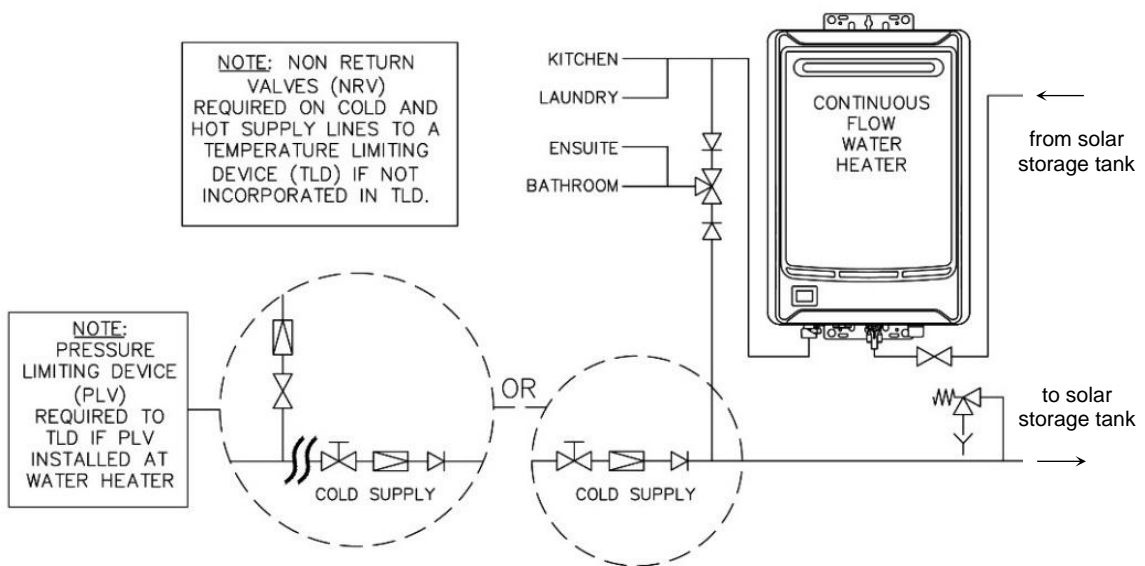 NOTE: NON RETURN
VALVES (NRV)
REQUIRED ON COLD AND
HOT SUPPLY LINES TO A
TEMPERATURE LIMITING
DEVICE (TLD) IF NOT
INCORPORATED IN TLD.
KITCHEN
LAUNDRY
ENSUITE
BATHROOM
CONTINUOUS
FLOW
WATER
HEATER
from solar
storage tank
NOTE:
PRESSURE
LIMITING DEVICE
(PLV)
REQUIRED TO
TLD IF PLV
INSTALLED AT
WATER HEATER
COLD SUPPLY
OR
COLD SUPPLY
to solar
storage tank